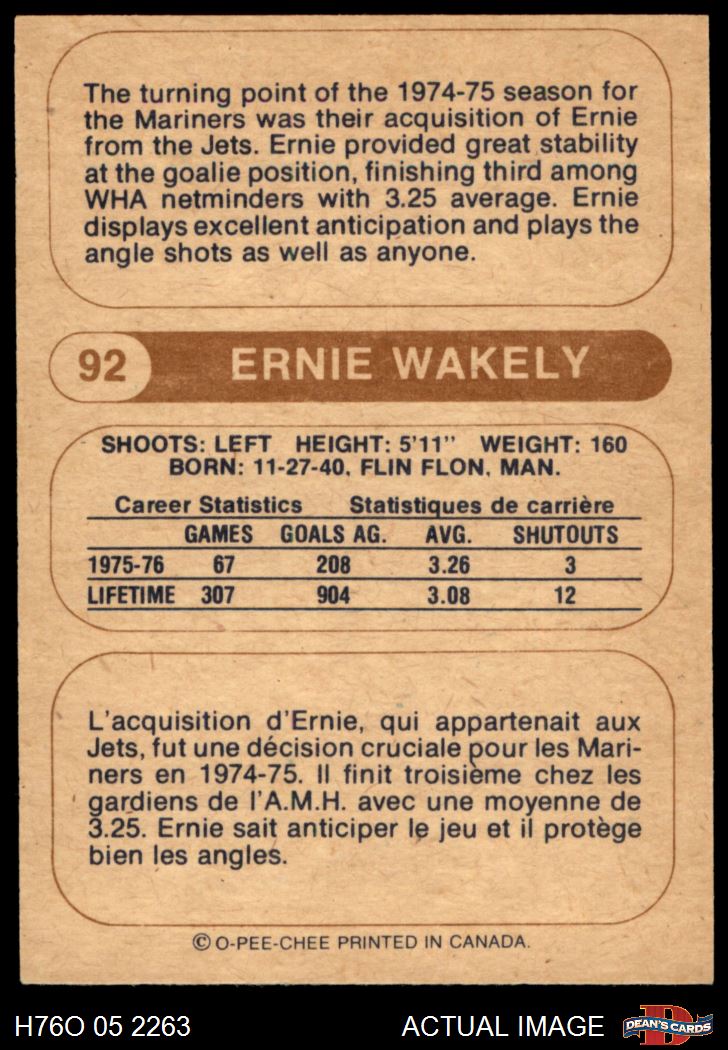 The turning point of the 1974-75 season for
the Mariners was their acquisition of Ernie
from the Jets. Ernie provided great stability
at the goalie position, finishing third among
WHA netminders with 3.25 average. Ernie
displays excellent anticipation and plays the
angle shots as well as anyone.
92 ERNIE WAKELY
SHOOTS: LEFT HEIGHT: 5'11" WEIGHT: 160
BORN: 11-27-40, FLIN FLON, MAN.
Career Statistics Statistiques de carrière
GAMES GOALS AG. AVG. SHUTOUTS
1975-76 67 208 3.26 3
LIFETIME 307 904 3.08 12
L'acquisition d'Ernie, qui appartenait aux
Jets, fut une décision cruciale pour les Mari-
ners en 1974-75. Il finit troisième chez les
gardiens de l'A.M.H. avec une moyenne de
3.25. Ernie sait anticiper le jeu et il protège
bien les angles.
© O-PEE-CHEE PRINTED IN CANADA.
H76O 05 2263 ACTUAL IMAGE D DEAN'S CARDS